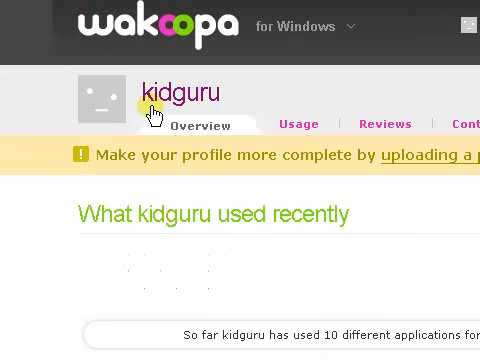 wakoopa for Windows
kidguru
Overview Usage Reviews Cont
! Make your profile more complete by uploading a p
What kidguru used recently
So far kidguru has used 10 different applications for